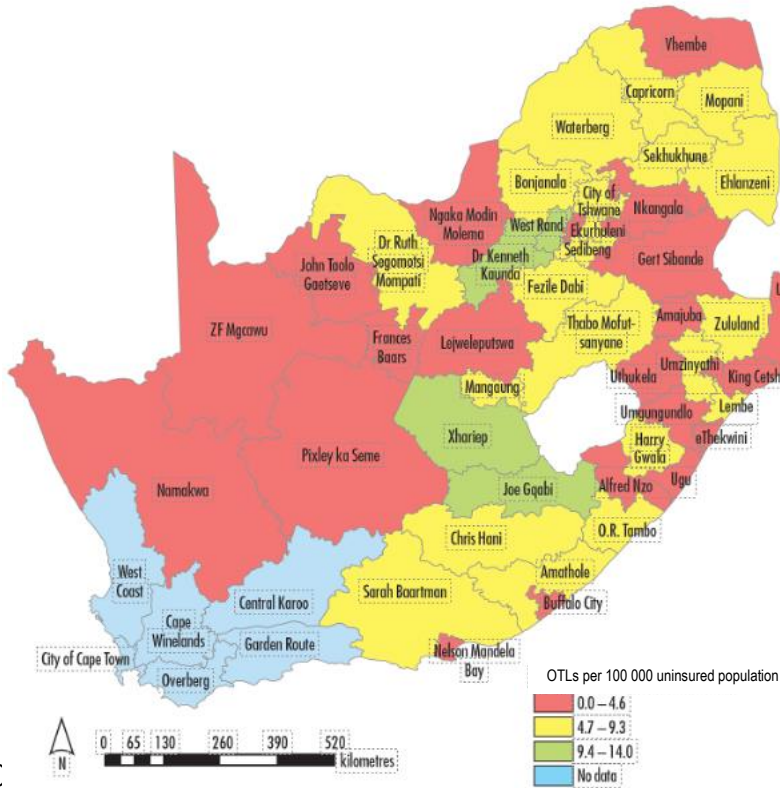 Vhembe
Capricorn
Mopani
Waterberg
Sekhukhune
Ehlanzeni
Bonjanala
City of
Tshwane
Nkangala
Ngaka Modin
Molema
West Rand
Ekurhuleni
Sedibeng
Gert Sibande
Dr Ruth
Segomotsi
Mompati
Dr Kenneth
Kaunda
John Taolo
Gaetseve
Fezile Dabi
ZF Mgcawu
Frances
Baars
Lejweleputswa
Thabo Mofut-
sanyane
Amajuba
Zululand
U
Mangaung
Uthukela
Umzinyathi
King Cetsh
Umgungundlo
Lembe
Xhariep
Harry
Gwala
eThekwini
Pixley ka Seme
Namakwa
Joe Gqabi
Alfred Nzo
Ugu
O.R. Tambo
Chris Hani
West
Coast
Central Karoo
Sarah Baartman
Amathole
Buffalo City
Cape
Winelands
Garden Route
City of Cape Town
Nelson Mandela
Bay
Overberg
OTLs per 100 000 uninsured population
0.0 – 4.6
4.7 – 9.3
9.4 – 14.0
No data
N
0 65 130 260 390 520
kilometres